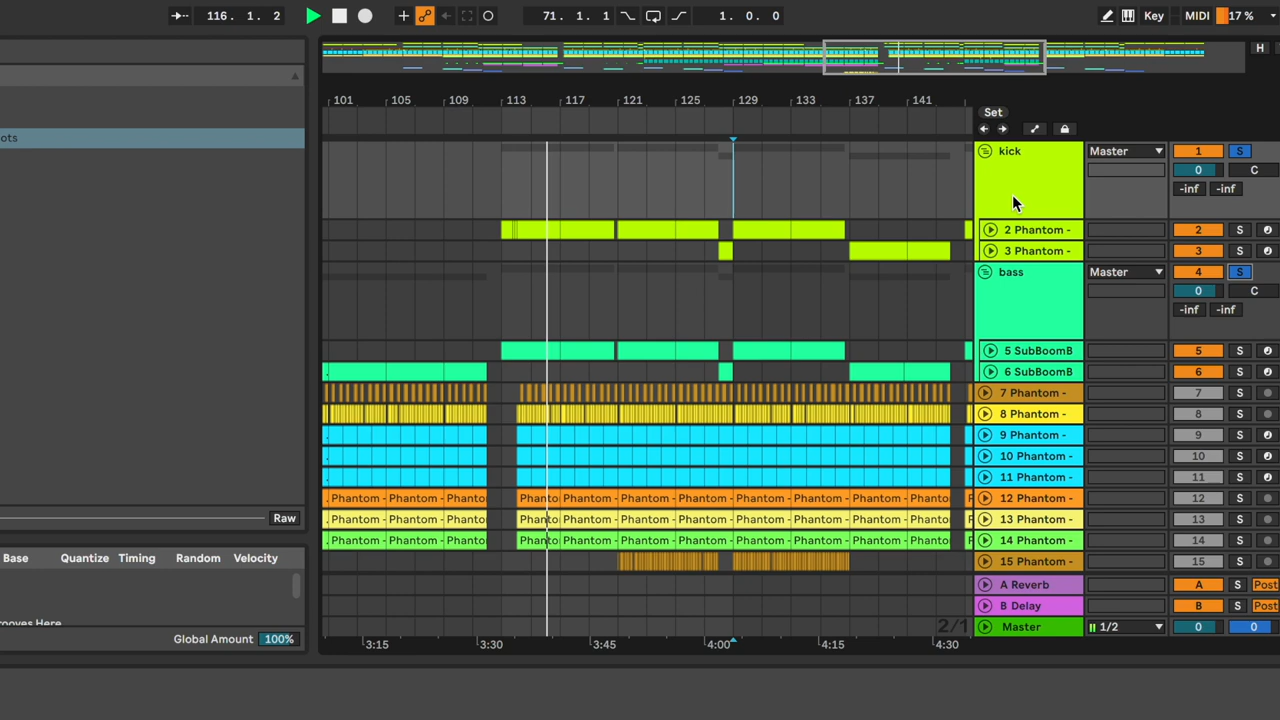 116. 1. 2 71. 1. 1 1. 0. 0 Key MIDI 17 %
H
101 105 109 113 117 121 125 129 133 137 141
Set
ots
kick Master 1 S
0 C
-inf -inf
2 Phantom - 2 S
3 Phantom - 3 S
bass Master 4 S
0 C
-inf -inf
5 SubBoomB 5 S
6 SubBoomB 6 S
7 Phantom - 7 S
8 Phantom - 8 S
9 Phantom - 9 S
10 Phantom - 10 S
11 Phantom - 11 S
Phantom - Phantom - Phanto Phanto Phantom - Phantom - Phantom - Phantom - Phantom - Phantom - Phantom 12 Phantom - 12 S
Raw Phantom - Phantom - Phanto Phanto Phantom - Phantom - Phantom - Phantom - Phantom - Phantom - Phantom 13 Phantom - 13 S
Phantom - Phantom - Phanto Phanto Phantom - Phantom - Phantom - Phantom - Phantom - Phantom - Phantom 14 Phantom - 14 S
Base Quantize Timing Random Velocity
15 Phantom - 15 S
A Reverb A S Post
B Delay B S Post
rooves Here
2/1 Master 1/2 0 0
Global Amount 100%
3:15 3:30 3:45 4:00 4:15 4:30